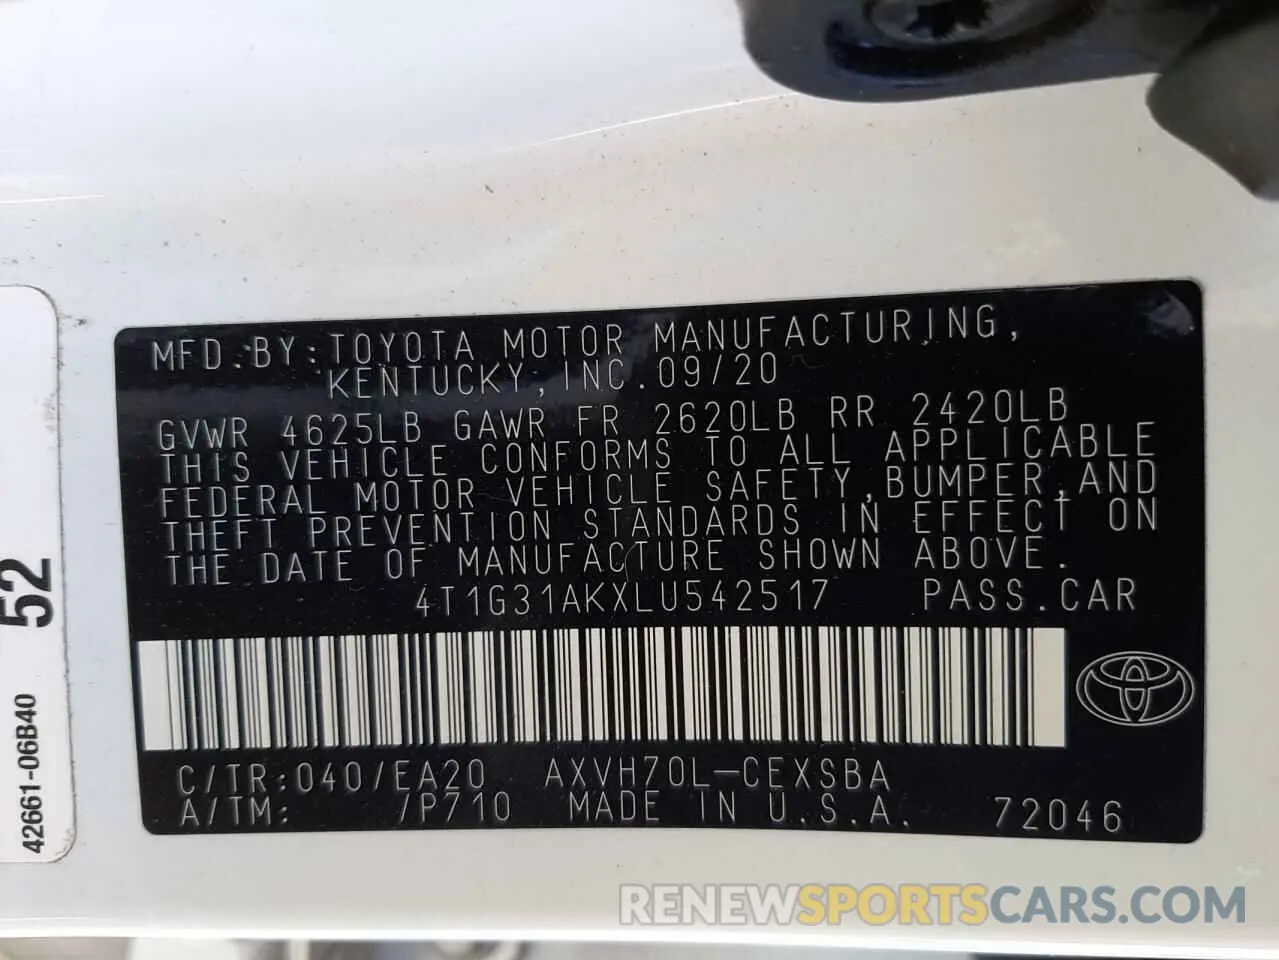 MFD.BY:TOYOTA MOTOR MANUFACTURING,
KENTUCKY,INC.09/20
GVWR 4625LB GAWR FR 2620LB RR 2420LB
THIS VEHICLE CONFORMS TO ALL APPLICABLE
FEDERAL MOTOR VEHICLE SAFETY,BUMPER,AND
THEFT PREVENTION STANDARDS IN EFFECT ON
THE DATE OF MANUFACTURE SHOWN ABOVE.
4T1G31AKXLU542517 PASS.CAR
C/TR:040/EA20 AXVH70L-CEXSBA
A/TM: /P710 MADE IN U.S.A. 72046
52
42661-06B40
RENEWSPORTSCARS.COM